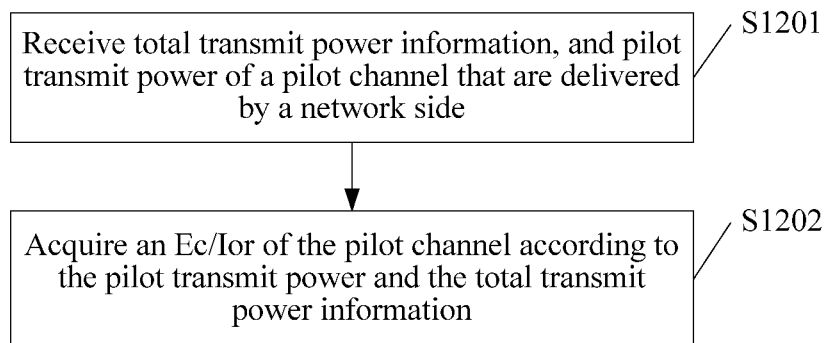 Receive total transmit power information, and pilot
transmit power of a pilot channel that are delivered
by a network side
S1201
Acquire an Ec/Ior of the pilot channel according to
the pilot transmit power and the total transmit
power information
S1202